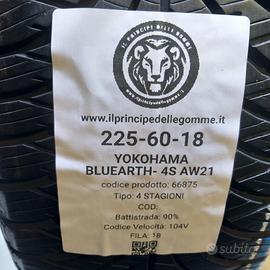 IL PRINCIPE DELLE GOMME
www.ilprincipedellegomme.it
225-60-18
YOKOHAMA
BLUEARTH- 4S AW21
codice prodotto: 66875
Tipo: 4 STAGIONI
COD:
Battistrada: 90%
Codice Velocità: 104V
FILA: 18
subito